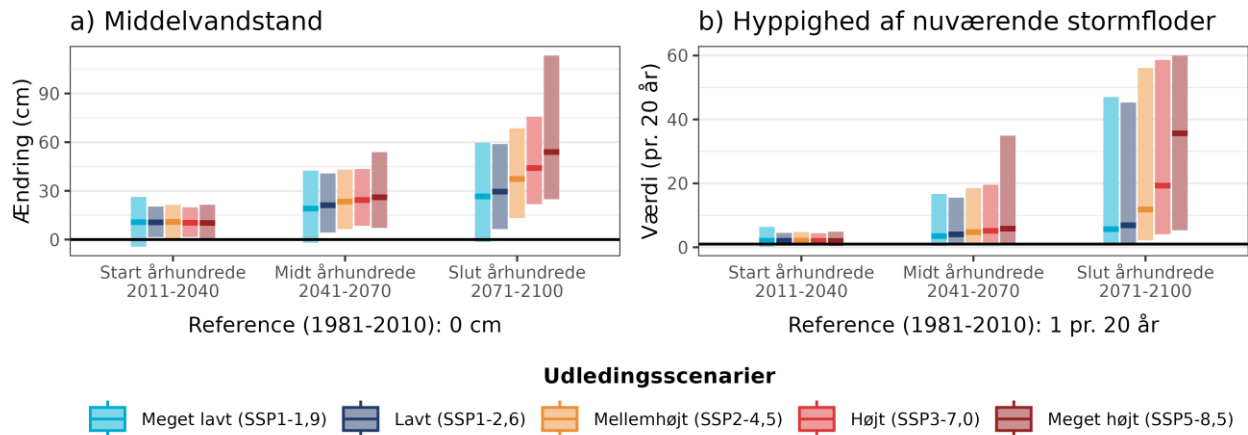 a) Middelvandstand
Ændring (cm)
90
60
30
0
Start århundrede
2011-2040
Midt århundrede
2041-2070
Slut århundrede
2071-2100
Reference (1981-2010): 0 cm
b) Hyppighed af nuværende stormfloder
Værdi (pr. 20 år)
60
40
20
0
Start århundrede
2011-2040
Midt århundrede
2041-2070
Slut århundrede
2071-2100
Reference (1981-2010): 1 pr. 20 år
Udledingsscenarier
Meget lavt (SSP1-1,9)
Lavt (SSP1-2,6)
Mellemhøjt (SSP2-4,5)
Højt (SSP3-7,0)
Meget højt (SSP5-8,5)